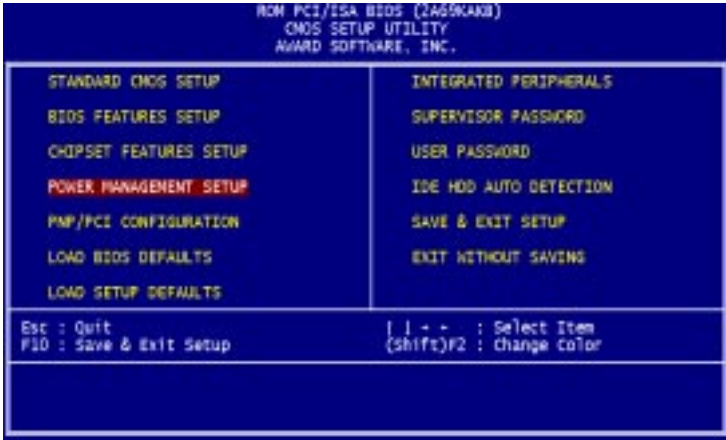 ROM PCI/ISA BIOS (2A69KAKB)
CMOS SETUP UTILITY
AWARD SOFTWARE, INC.
STANDARD CMOS SETUP
BIOS FEATURES SETUP
CHIPSET FEATURES SETUP
POWER MANAGEMENT SETUP
PNP/PCI CONFIGURATION
LOAD BIOS DEFAULTS
LOAD SETUP DEFAULTS
INTEGRATED PERIPHERALS
SUPERVISOR PASSWORD
USER PASSWORD
IDE HDD AUTO DETECTION
SAVE & EXIT SETUP
EXIT WITHOUT SAVING
Esc : Quit
F10 : Save & Exit Setup
: Select Item
(Shift)F2 : Change Color